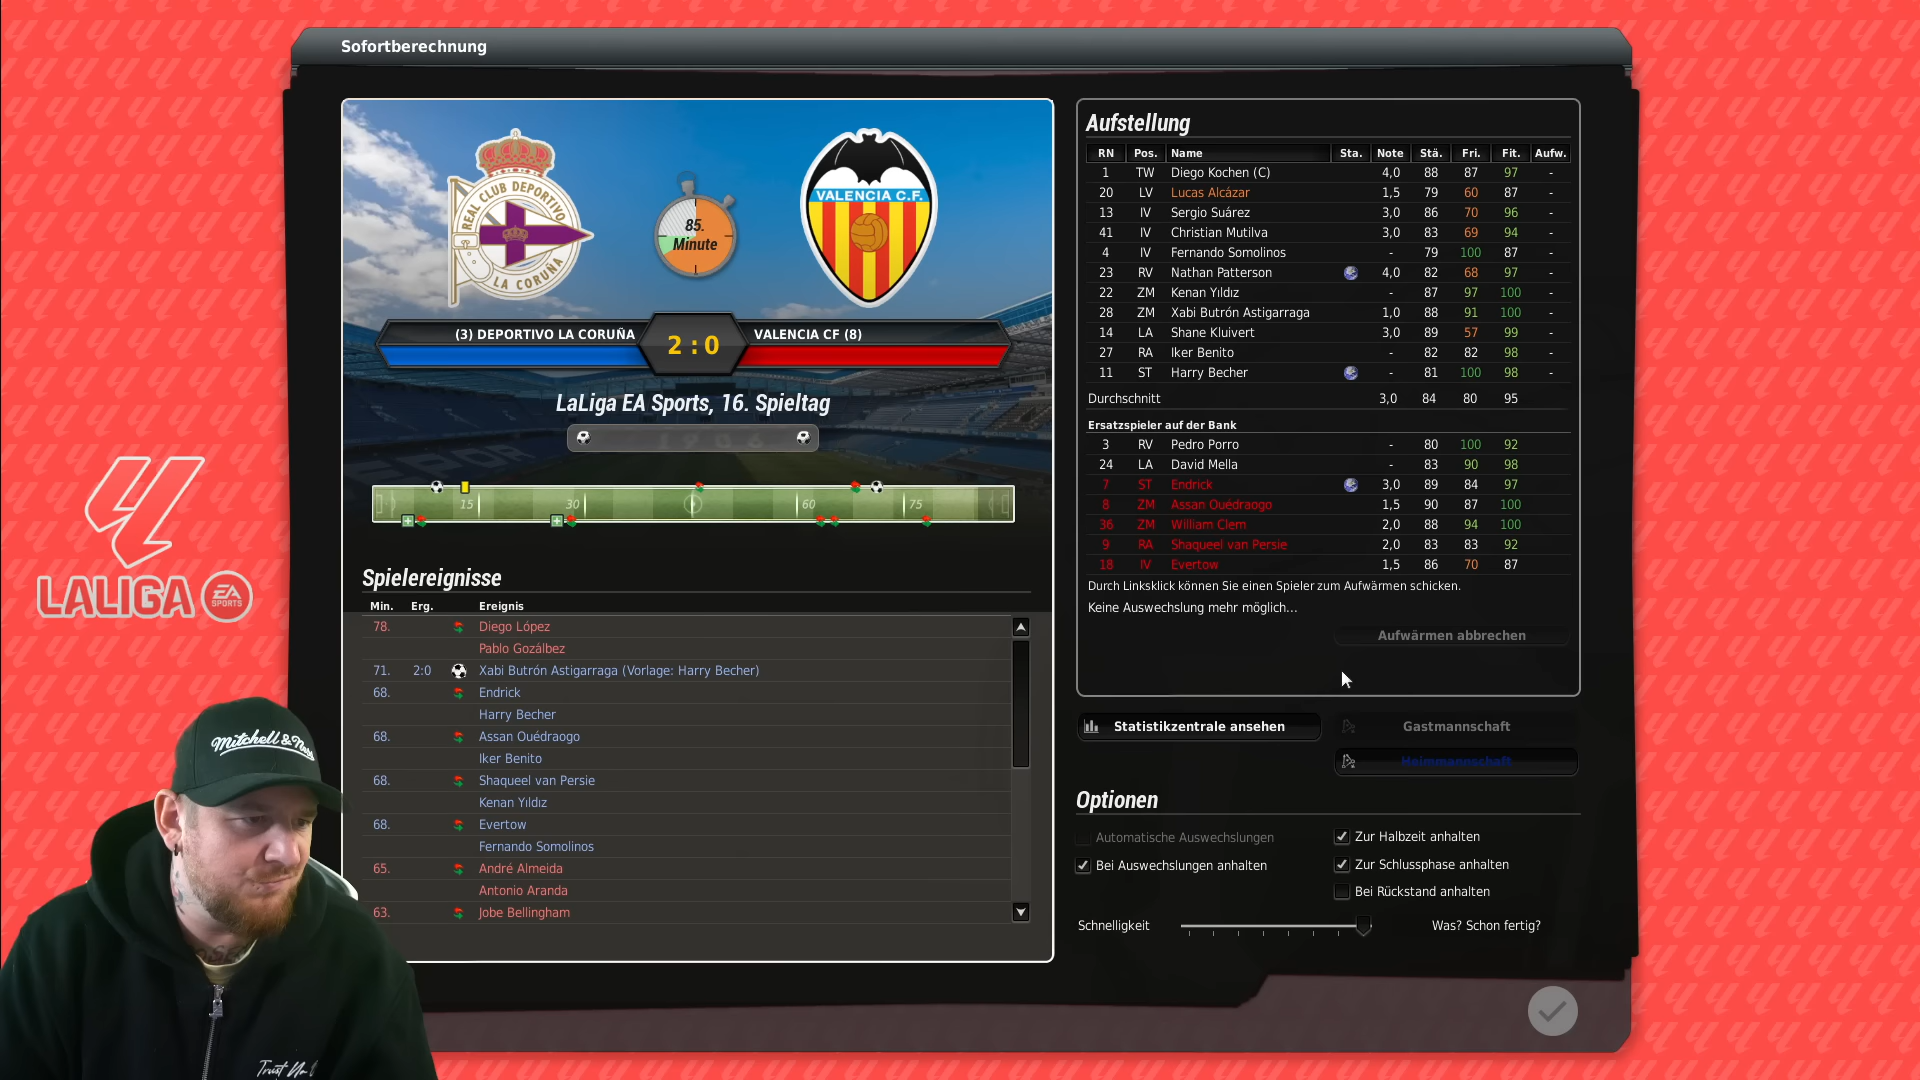 Sofortberechnung
REAL CLUB DEPORTIVO
LA CORUÑA
85.
Minute
VALENCIA C.F.
(3) DEPORTIVO LA CORUÑA
2 : 0
VALENCIA CF (8)
LaLiga EA Sports, 16. Spieltag
1906
15 30 60 75
Spielereignisse
Min. Erg. Ereignis
78. Diego López
Pablo Gozálbez
71. 2:0 Xabi Butrón Astigarraga (Vorlage: Harry Becher)
68. Endrick
Harry Becher
68. Assan Ouédraogo
Iker Benito
68. Shaqueel van Persie
Kenan Yıldız
68. Evertow
Fernando Somolinos
65. André Almeida
Antonio Aranda
63. Jobe Bellingham
Aufstellung
RN Pos. Name Sta. Note Stä. Fri. Fit. Aufw.
1 TW Diego Kochen (C) 4,0 88 87 97 -
20 LV Lucas Alcázar 1,5 79 60 87 -
13 IV Sergio Suárez 3,0 86 70 96 -
41 IV Christian Mutilva 3,0 83 69 94 -
4 IV Fernando Somolinos - 79 100 87 -
23 RV Nathan Patterson 4,0 82 68 97 -
22 ZM Kenan Yıldız - 87 97 100 -
28 ZM Xabi Butrón Astigarraga 1,0 88 91 100 -
14 LA Shane Kluivert 3,0 89 57 99 -
27 RA Iker Benito - 82 82 98 -
11 ST Harry Becher - 81 100 98 -
Durchschnitt 3,0 84 80 95
Ersatzspieler auf der Bank
3 RV Pedro Porro - 80 100 92
24 LA David Mella - 83 90 98
7 ST Endrick 3,0 89 84 97
8 ZM Assan Ouédraogo 1,5 90 87 100
36 ZM William Clem 2,0 88 94 100
9 RA Shaqueel van Persie 2,0 83 83 92
18 IV Evertow 1,5 86 70 87
Durch Linksklick können Sie einen Spieler zum Aufwärmen schicken.
Keine Auswechslung mehr möglich...
Aufwärmen abbrechen
Statistikzentrale ansehen
Gastmannschaft
Heimmannschaft
Optionen
Automatische Auswechslungen
Zur Halbzeit anhalten
Bei Auswechslungen anhalten
Zur Schlussphase anhalten
Bei Rückstand anhalten
Schnelligkeit
Was? Schon fertig?
LALIGA
EA
SPORTS
Mitchell & Ness